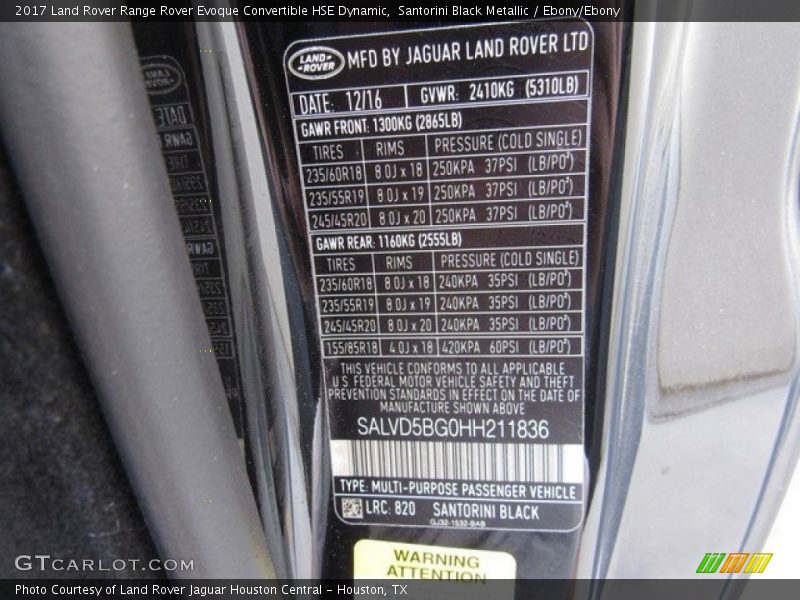 2017 Land Rover Range Rover Evoque Convertible HSE Dynamic, Santorini Black Metallic / Ebony/Ebony
LAND-ROVER MFD BY JAGUAR LAND ROVER LTD
DATE: 12/16 GVWR: 2410KG (5310LB)
GAWR FRONT: 1300KG (2865LB)
TIRES RIMS PRESSURE (COLD SINGLE)
235/60R18 8.0J x 18 250KPA 37PSI (LB/PO²)
235/55R19 8.0J x 19 250KPA 37PSI (LB/PO²)
245/45R20 8.0J x 20 250KPA 37PSI (LB/PO²)
GAWR REAR: 1160KG (2555LB)
TIRES RIMS PRESSURE (COLD SINGLE)
235/60R18 8.0J x 18 240KPA 35PSI (LB/PO²)
235/55R19 8.0J x 19 240KPA 35PSI (LB/PO²)
245/45R20 8.0J x 20 240KPA 35PSI (LB/PO²)
155/85R18 4.0J x 18 420KPA 60PSI (LB/PO²)
THIS VEHICLE CONFORMS TO ALL APPLICABLE
U.S. FEDERAL MOTOR VEHICLE SAFETY AND THEFT
PREVENTION STANDARDS IN EFFECT ON THE DATE OF
MANUFACTURE SHOWN ABOVE
SALVD5BG0HH211836
TYPE: MULTI-PURPOSE PASSENGER VEHICLE
LRC: 820 SANTORINI BLACK
GJ32-1532-BAB
WARNING
ATTENTION
GTCARLOT.COM
Photo Courtesy of Land Rover Jaguar Houston Central – Houston, TX